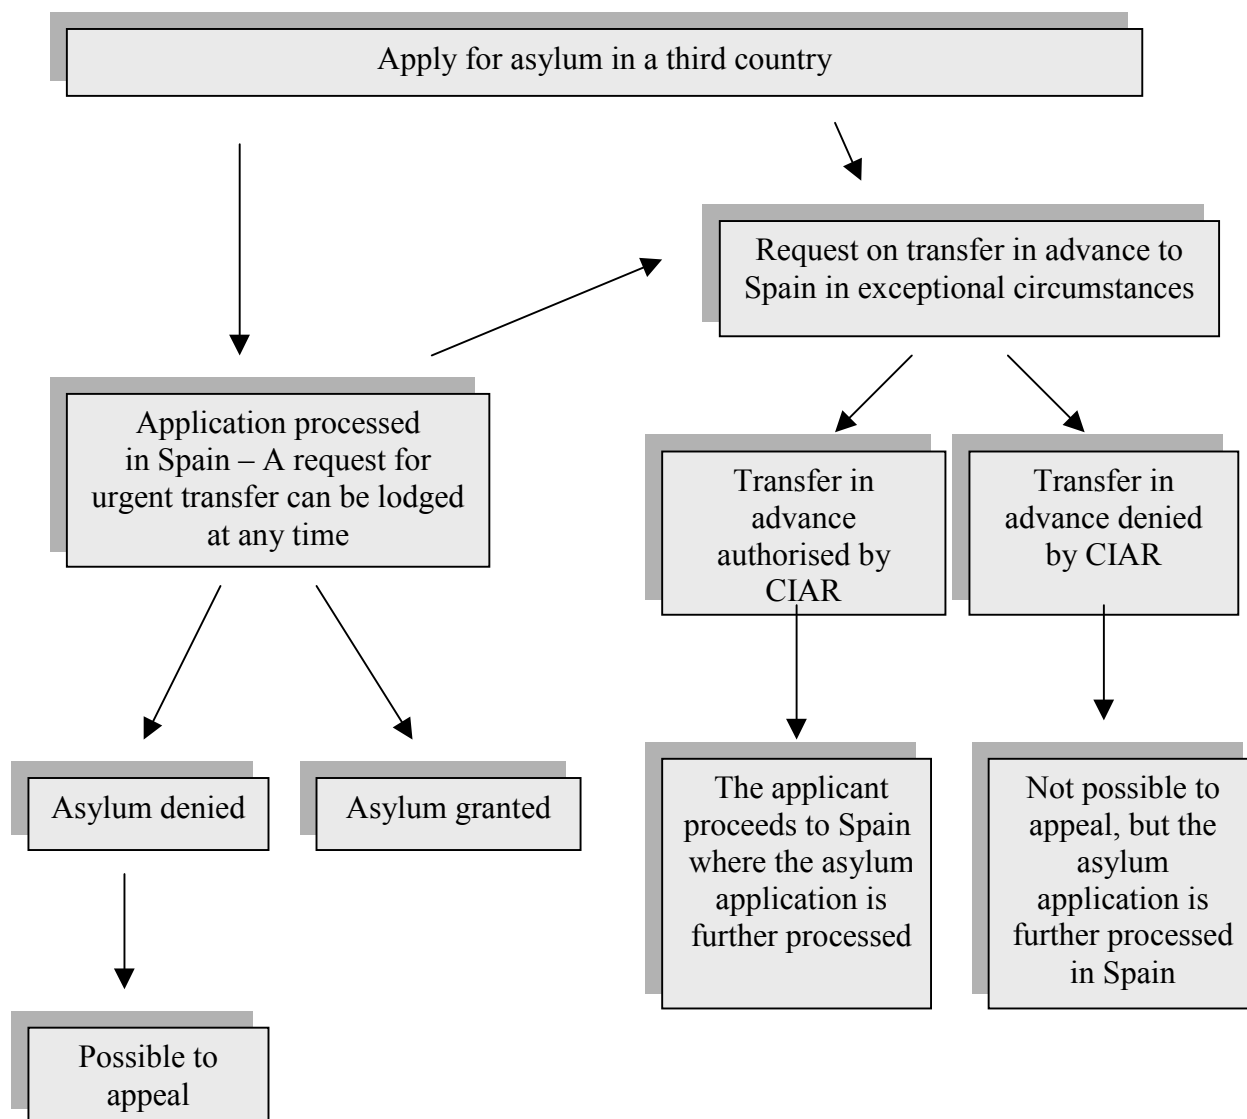 Apply for asylum in a third country
Request on transfer in advance to
Spain in exceptional circumstances
Application processed
in Spain – A request for
urgent transfer can be lodged
at any time
Transfer in
advance
authorised by
CIAR
Transfer in
advance denied
by CIAR
Asylum denied
Asylum granted
The applicant
proceeds to Spain
where the asylum
application is
further processed
Not possible to
appeal, but the
asylum
application is
further processed
in Spain
Possible to
appeal